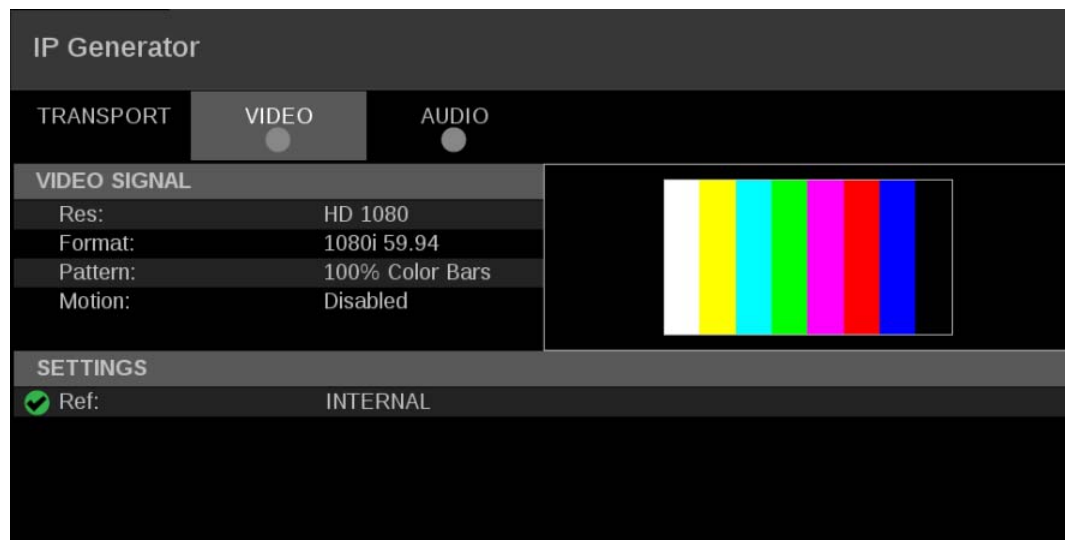 IP Generator
TRANSPORT VIDEO AUDIO
VIDEO SIGNAL
Res: HD 1080
Format: 1080i 59.94
Pattern: 100% Color Bars
Motion: Disabled
SETTINGS
Ref: INTERNAL